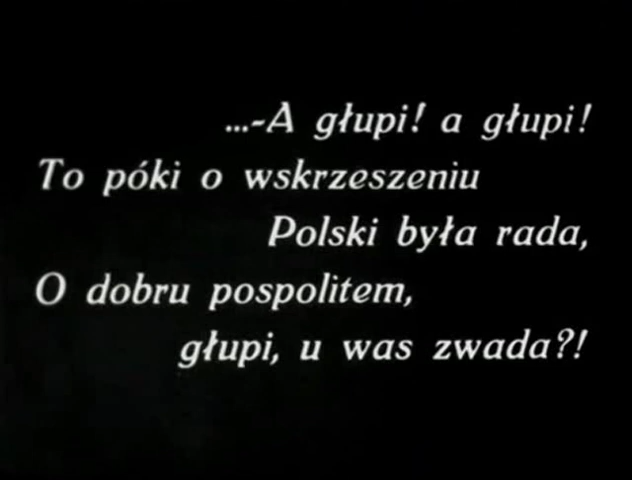 ...-A głupi! a głupi!
To póki o wskrzeszeniu
Polski była rada,
O dobru pospolitem,
głupi, u was zwada?!